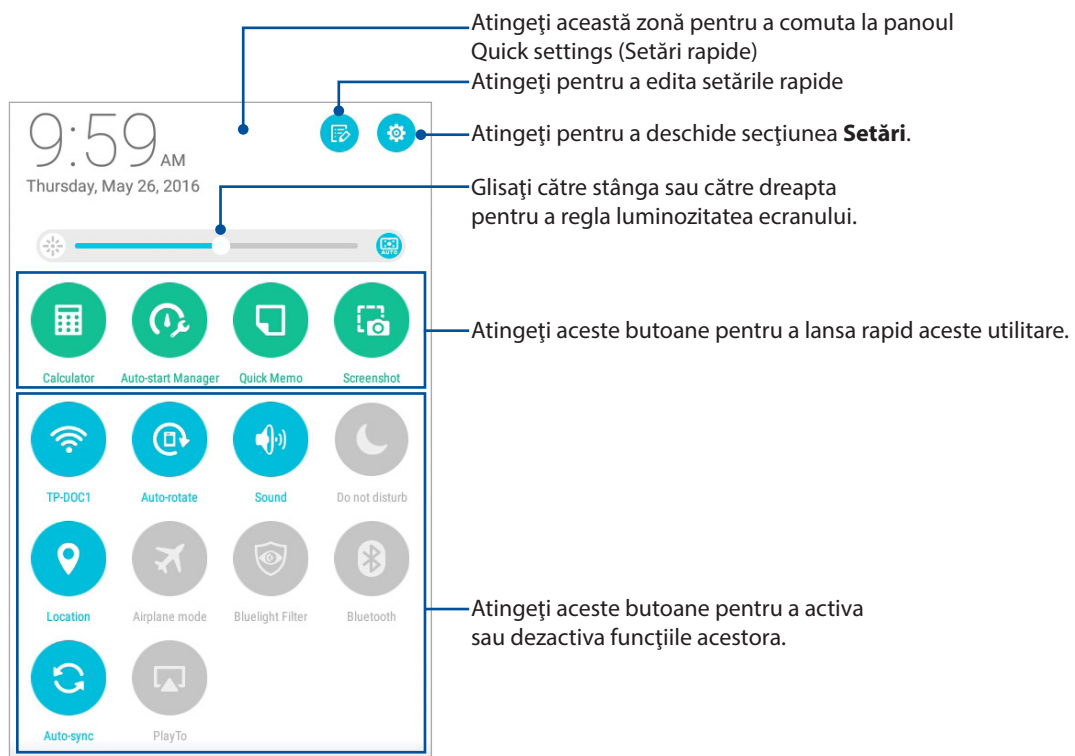 Atingeţi această zonă pentru a comuta la panoul
Quick settings (Setări rapide)
Atingeţi pentru a edita setările rapide
9:59 AM
Atingeţi pentru a deschide secţiunea Setări.
Thursday, May 26, 2016
Glisaţi către stânga sau către dreapta
pentru a regla luminozitatea ecranului.
AUTO
Atingeţi aceste butoane pentru a lansa rapid aceste utilitare.
Calculator Auto-start Manager Quick Memo Screenshot
TP-DOC1 Auto-rotate Sound Do not disturb
Location Airplane mode Bluelight Filter Bluetooth
Atingeţi aceste butoane pentru a activa
sau dezactiva funcţiile acestora.
Auto-sync PlayTo